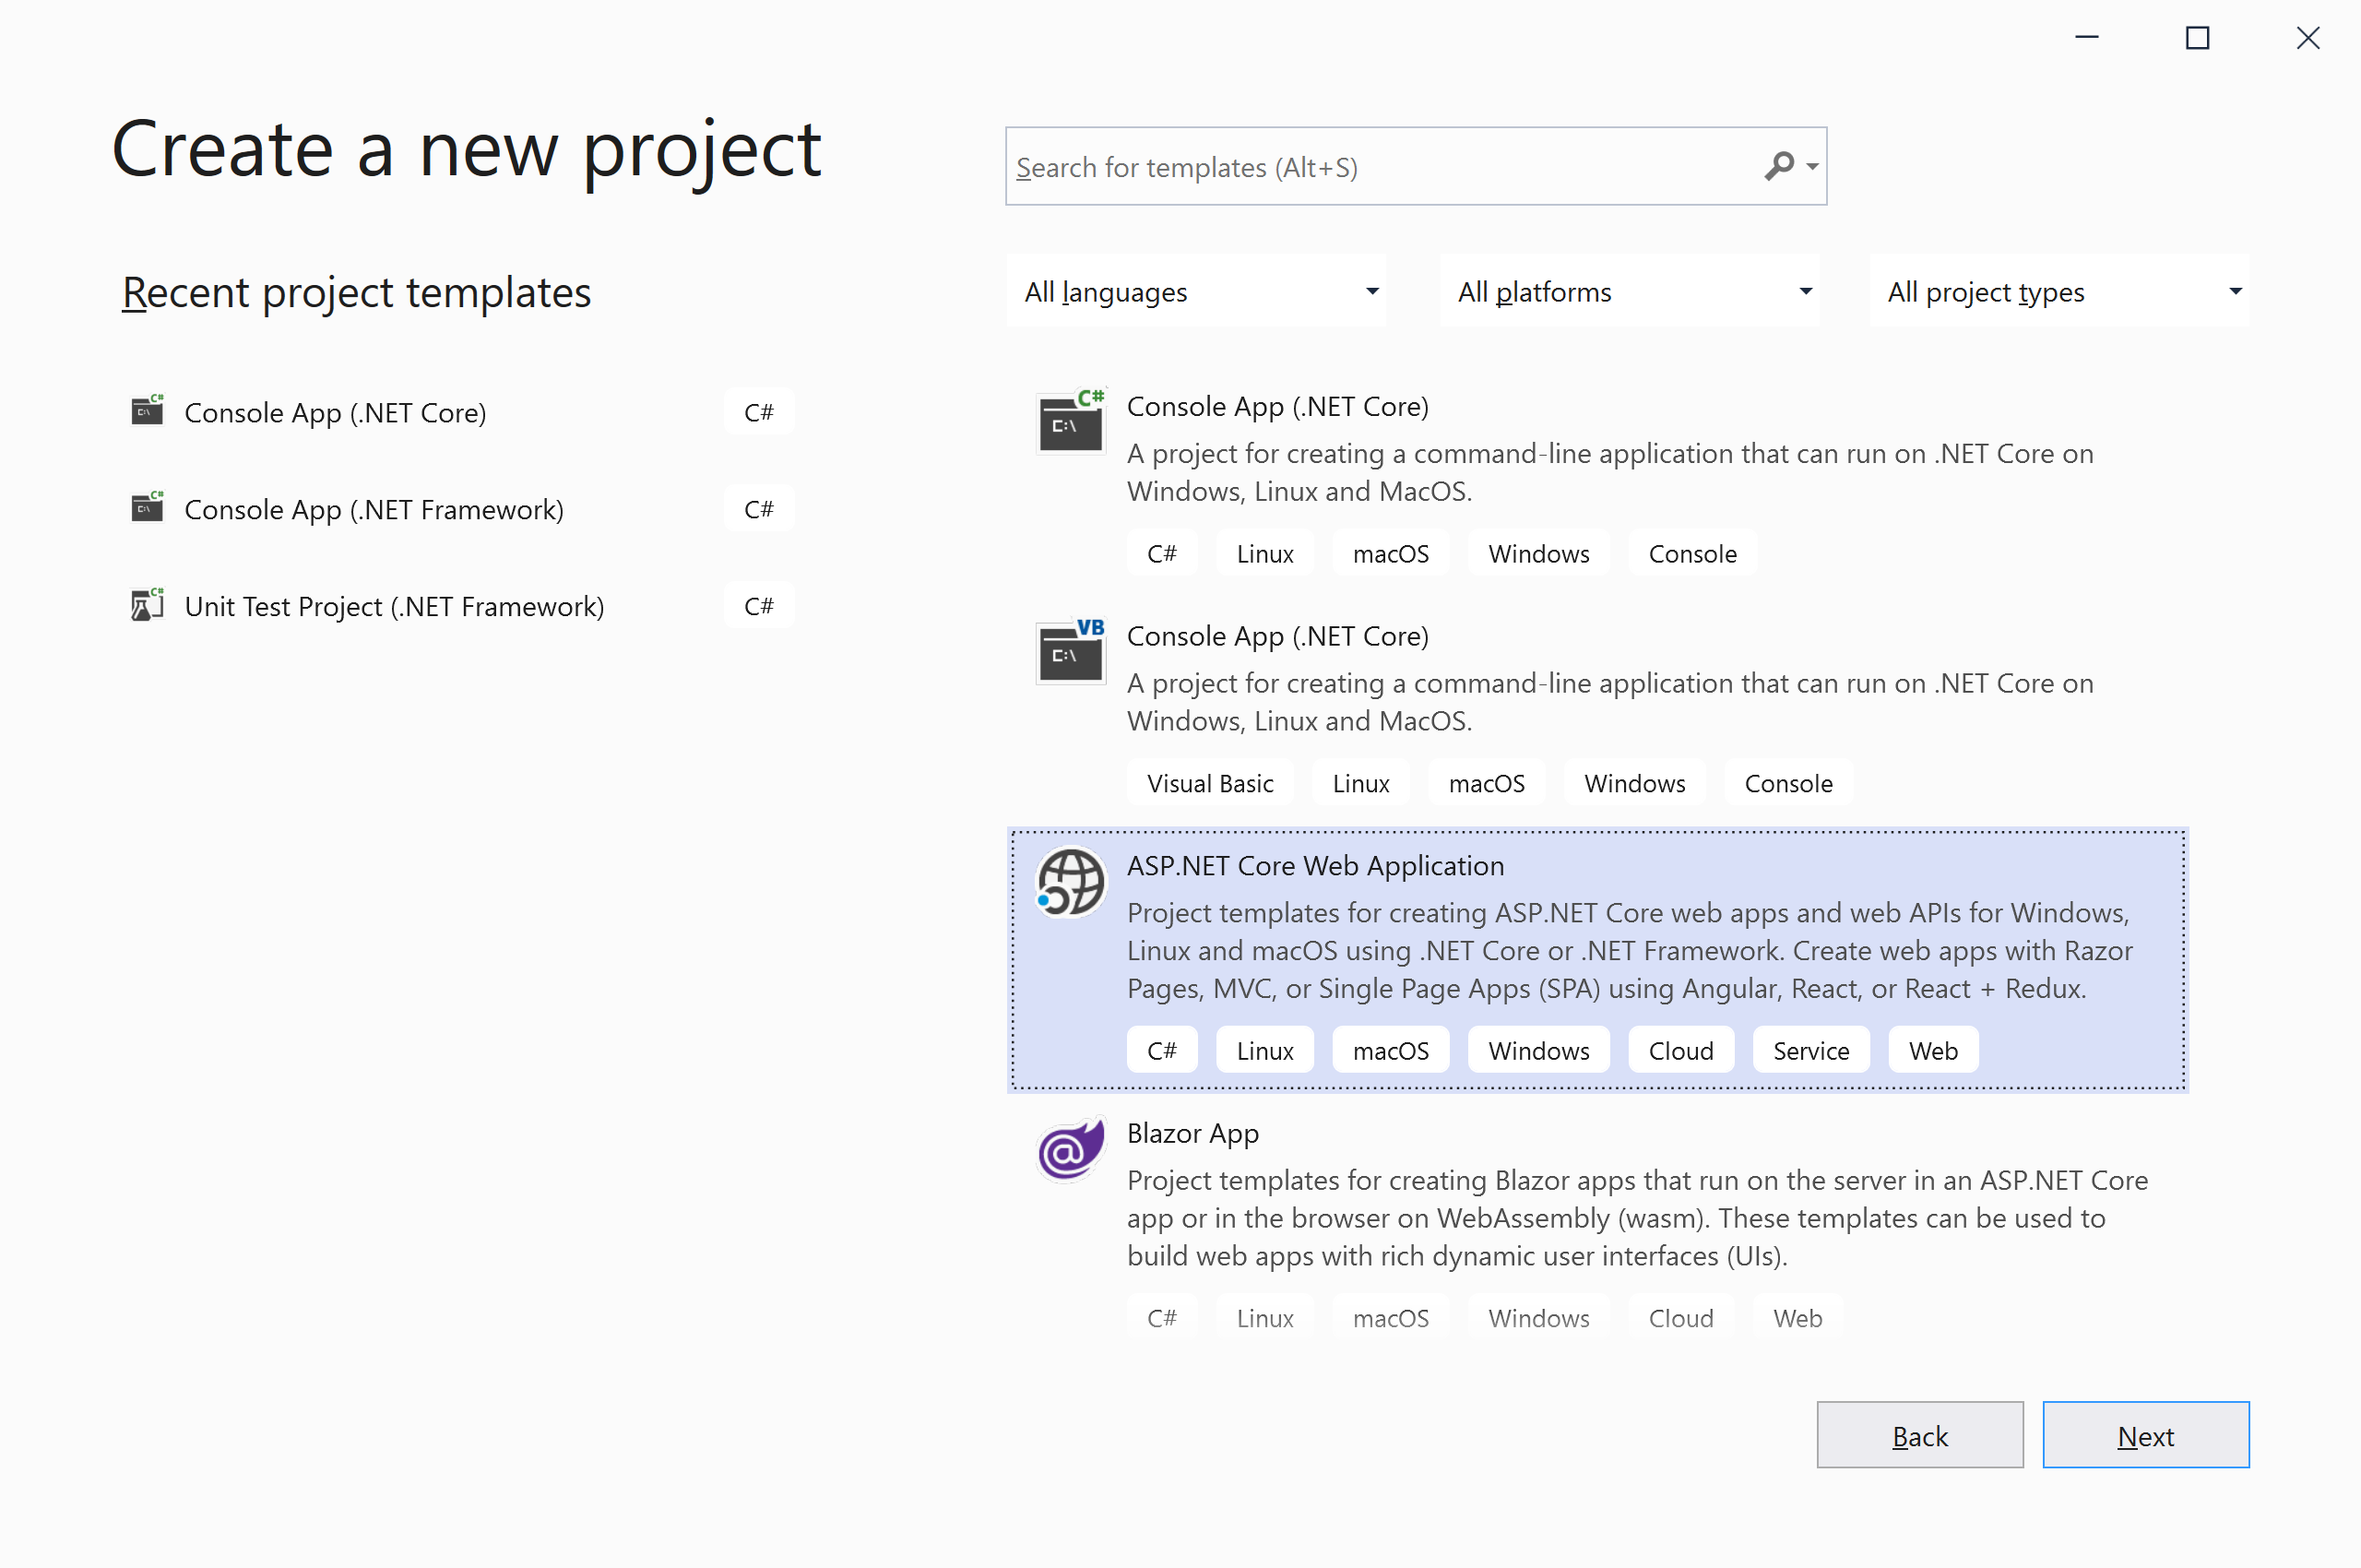 Create a new project
Search for templates (Alt+S)
Recent project templates
All languages
All platforms
All project types
Console App (.NET Core)
C#
Console App (.NET Framework)
C#
Unit Test Project (.NET Framework)
C#
C#
C:\
Console App (.NET Core)
A project for creating a command-line application that can run on .NET Core on
Windows, Linux and MacOS.
C# Linux macOS Windows Console
VB
C:\
Console App (.NET Core)
A project for creating a command-line application that can run on .NET Core on
Windows, Linux and MacOS.
Visual Basic Linux macOS Windows Console
ASP.NET Core Web Application
Project templates for creating ASP.NET Core web apps and web APIs for Windows,
Linux and macOS using .NET Core or .NET Framework. Create web apps with Razor
Pages, MVC, or Single Page Apps (SPA) using Angular, React, or React + Redux.
C# Linux macOS Windows Cloud Service Web
@
Blazor App
Project templates for creating Blazor apps that run on the server in an ASP.NET Core
app or in the browser on WebAssembly (wasm). These templates can be used to
build web apps with rich dynamic user interfaces (UIs).
C# Linux macOS Windows Cloud Web
Back
Next